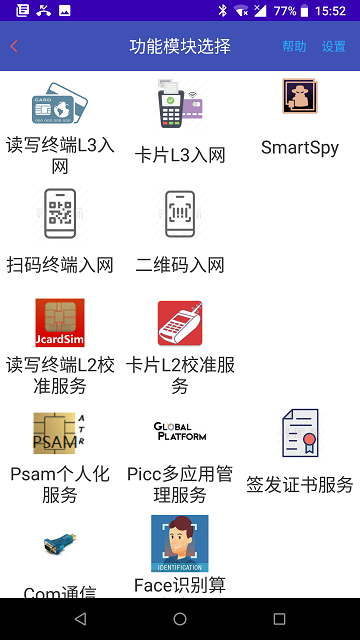 77% 15:52
功能模块选择 帮助 设置
读写终端L3入
网
卡片L3入网
SmartSpy
扫码终端入网
二维码入网
JcardSim
读写终端L2校
准服务
卡片L2校准服
务
PSAM
ATR
Psam个人化
服务
GLOBAL
PLATFORM
Picc多应用管
理服务
签发证书服务
Com通信
IDENTIFICATION
Face识别算